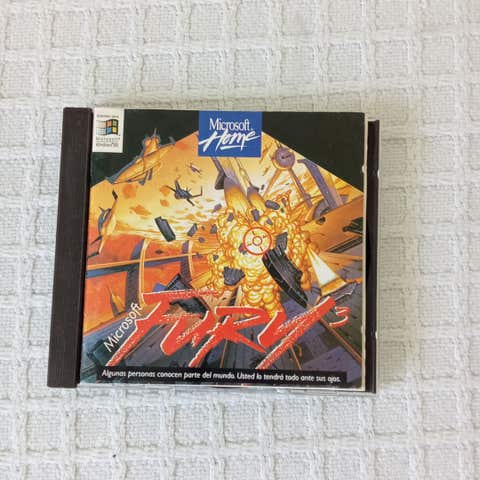 Microsoft
Home
Microsoft
FURY³
Algunas personas conocen parte del mundo. Usted lo tendrá todo ante sus ojos.